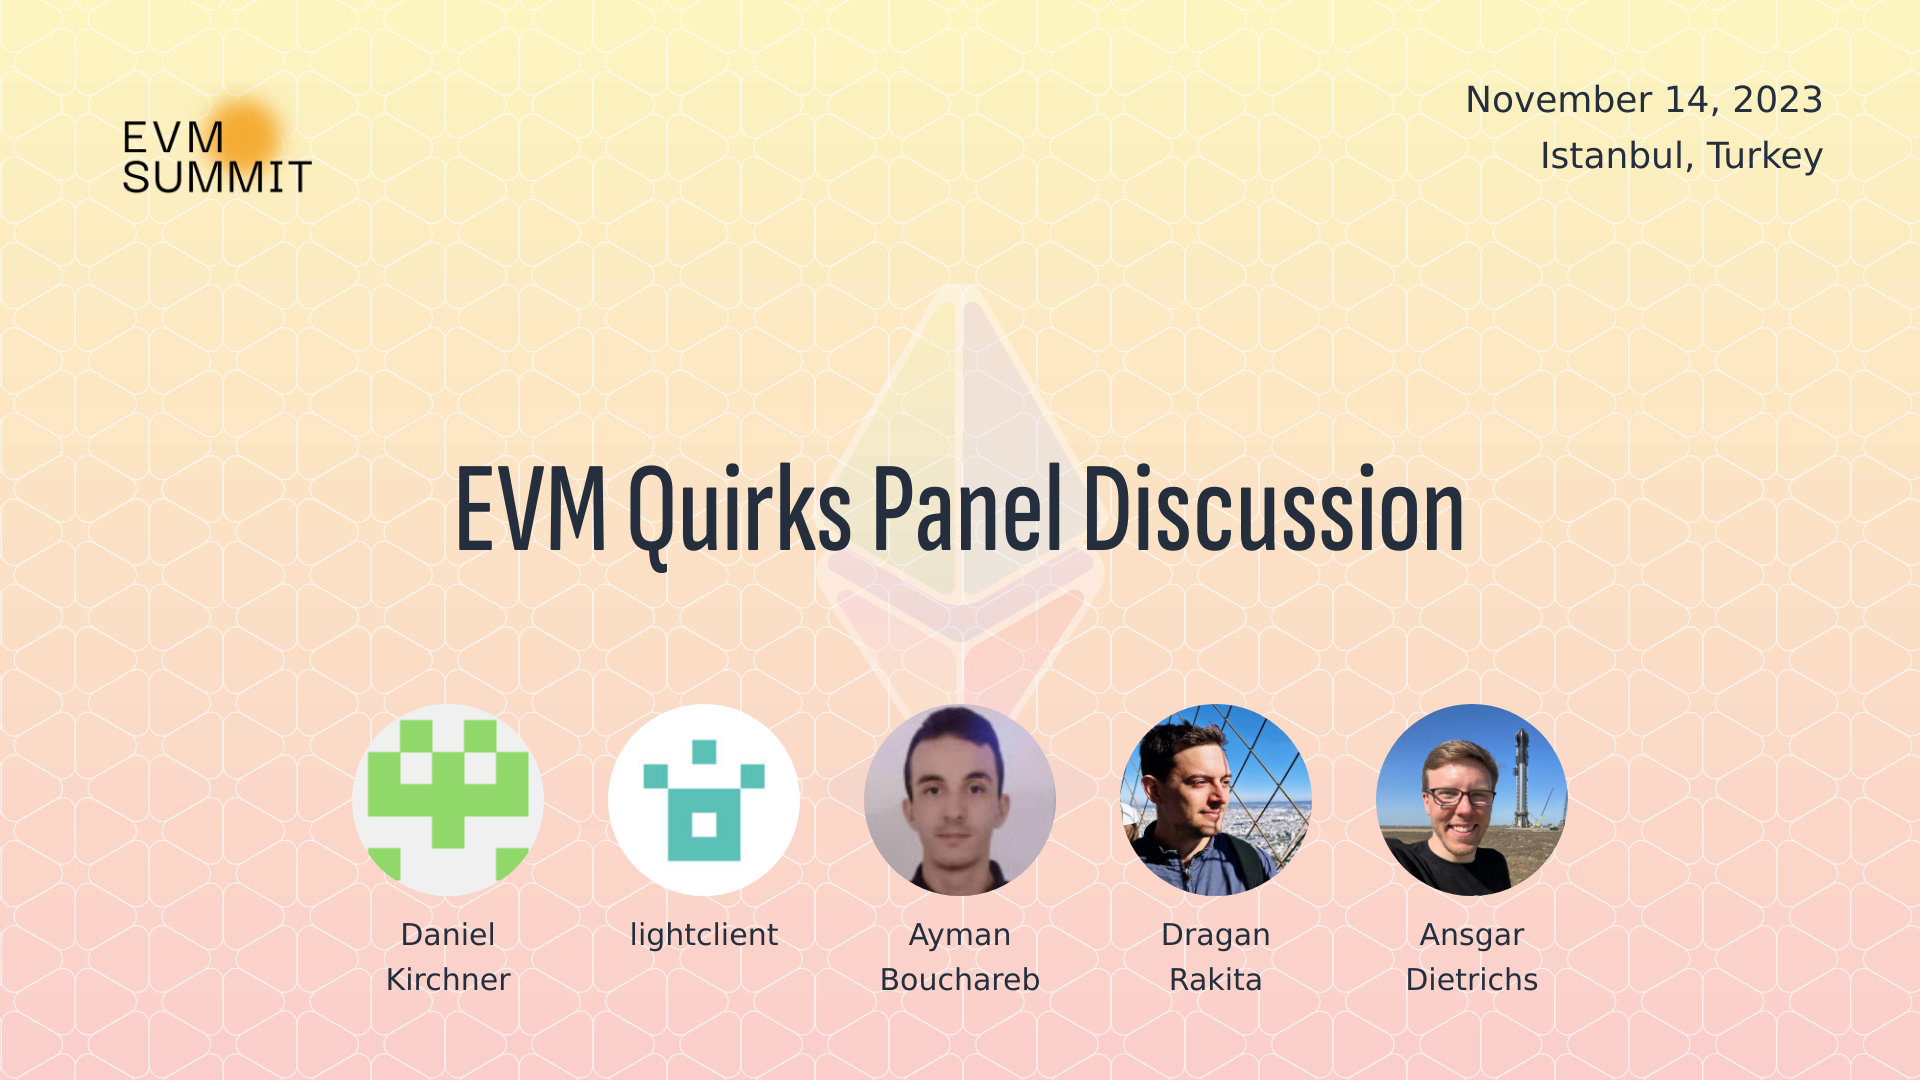 EVM
SUMMIT
November 14, 2023
Istanbul, Turkey
EVM Quirks Panel Discussion
Daniel
Kirchner
lightclient
Ayman
Bouchareb
Dragan
Rakita
Ansgar
Dietrichs